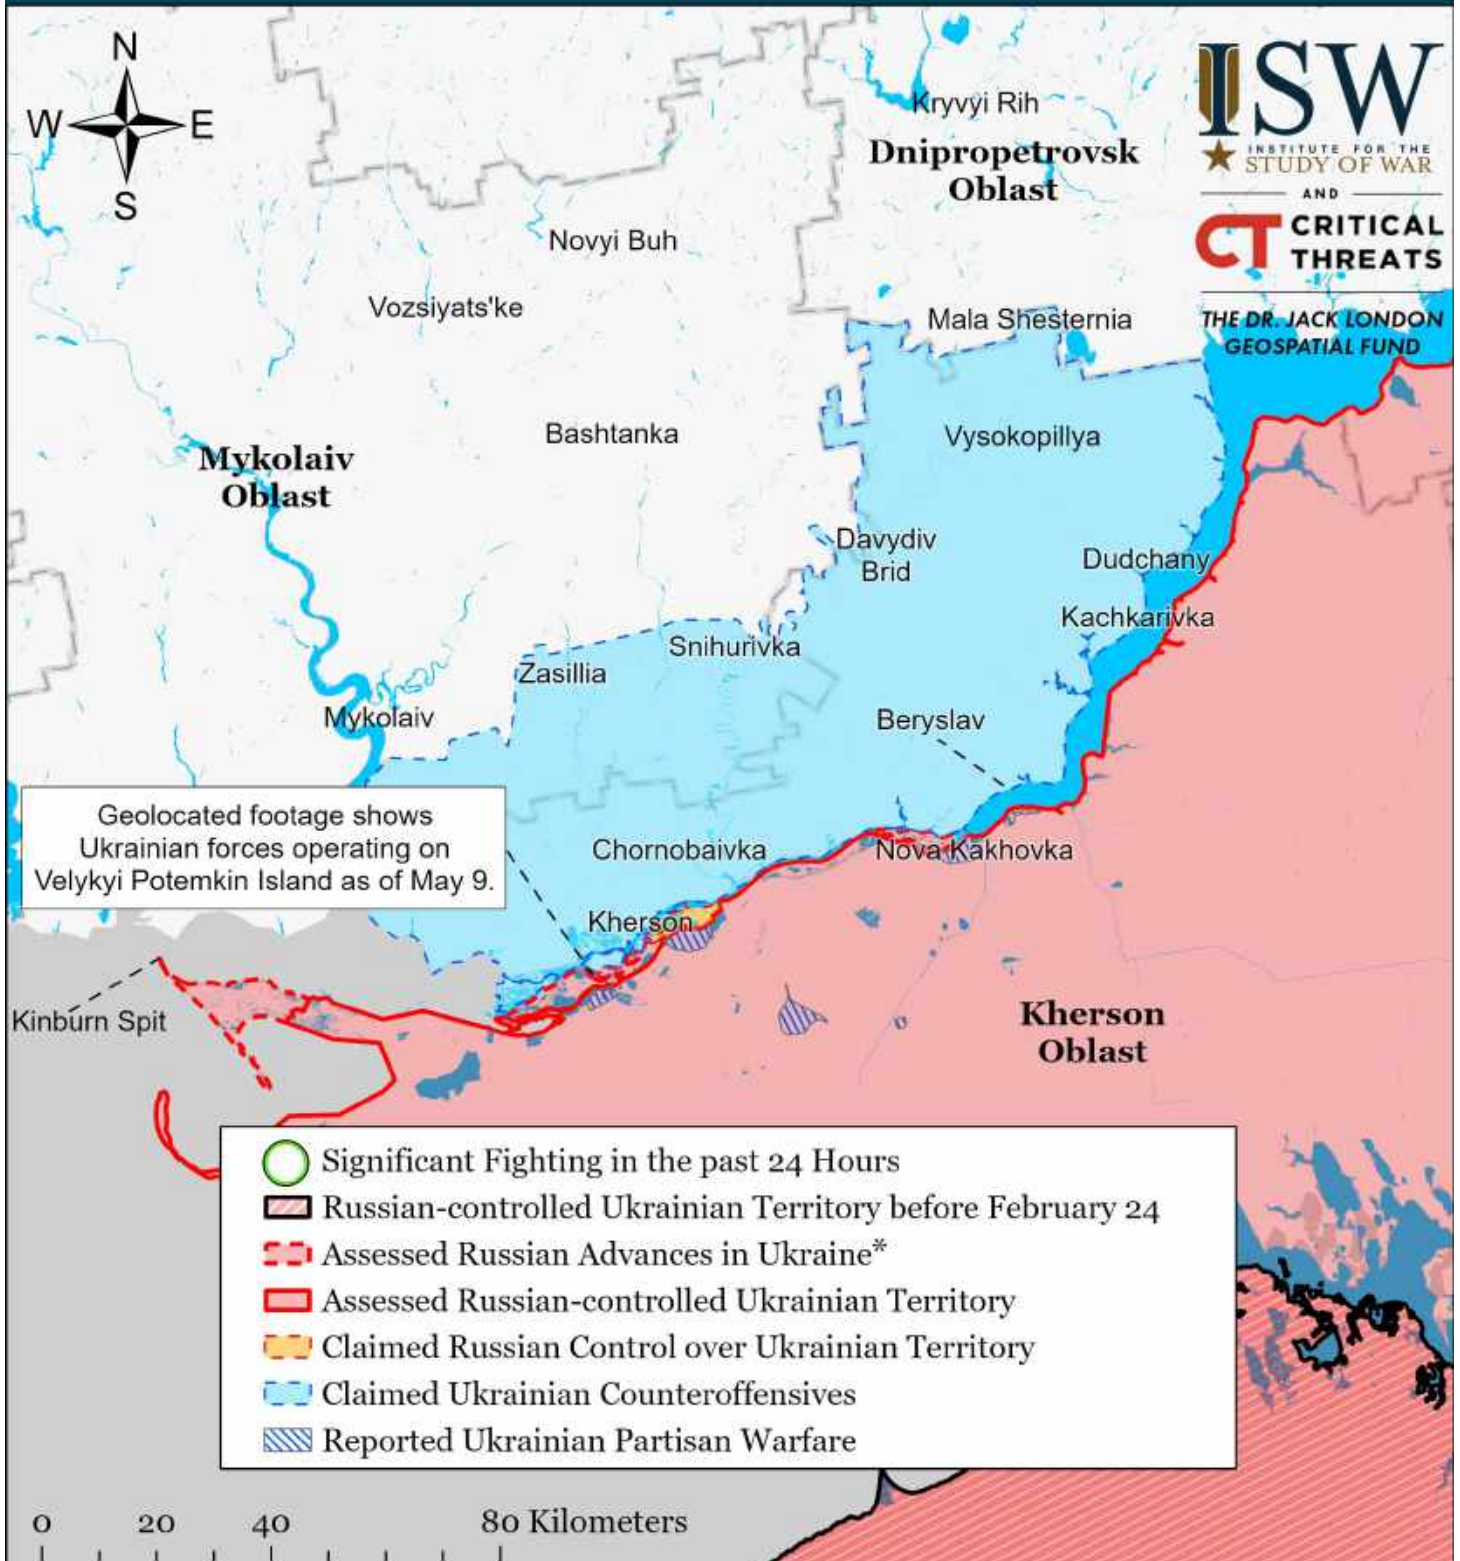 N
W E
S
Kryvyi Rih
Dnipropetrovsk
Oblast
ISW
INSTITUTE FOR THE
STUDY OF WAR
AND
CT CRITICAL
THREATS
THE DR. JACK LONDON
GEOSPATIAL FUND
Novyi Buh
Vozsiyats'ke
Mala Shesternia
Bashtanka
Vysokopillya
Mykolaiv
Oblast
Davydiv
Brid
Dudchany
Kachkarivka
Snihurivka
Zasillia
Mykolaiv
Beryslav
Geolocated footage shows
Ukrainian forces operating on
Velykyi Potemkin Island as of May 9.
Chornobaivka
Nova Kakhovka
Kherson
Kinburn Spit
Kherson
Oblast
Significant Fighting in the past 24 Hours
Russian-controlled Ukrainian Territory before February 24
Assessed Russian Advances in Ukraine*
Assessed Russian-controlled Ukrainian Territory
Claimed Russian Control over Ukrainian Territory
Claimed Ukrainian Counteroffensives
Reported Ukrainian Partisan Warfare
0 20 40 80 Kilometers